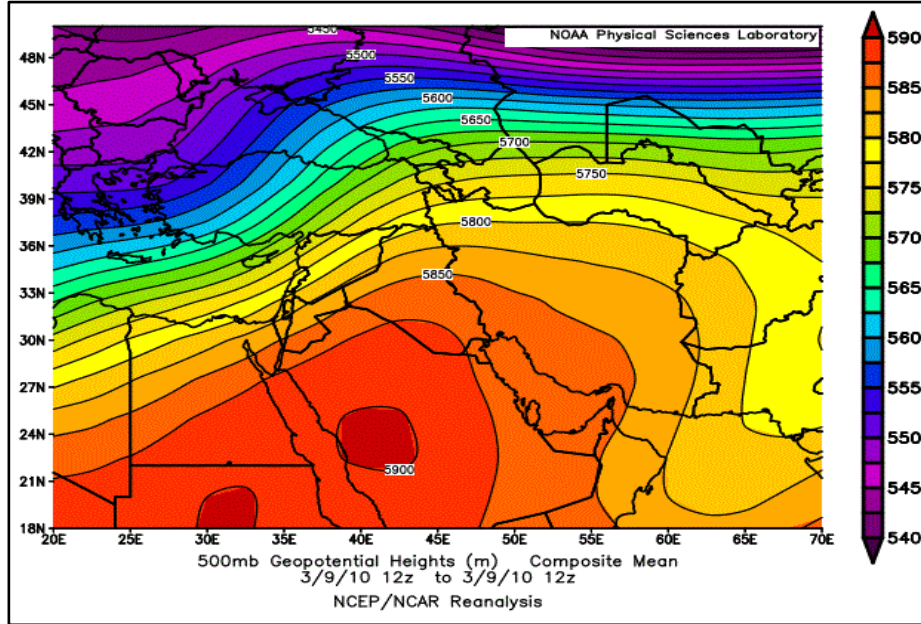 NOAA Physical Sciences Laboratory
5450
5500
5550
5600
5650
5700
5750
5800
5850
5900
48N
45N
42N
39N
36N
33N
30N
27N
24N
21N
18N
20E 25E 30E 35E 40E 45E 50E 55E 60E 65E 70E
590
585
580
575
570
565
560
555
550
545
540
500mb Geopotential Heights (m) Composite Mean
3/9/10 12z to 3/9/10 12z
NCEP/NCAR Reanalysis